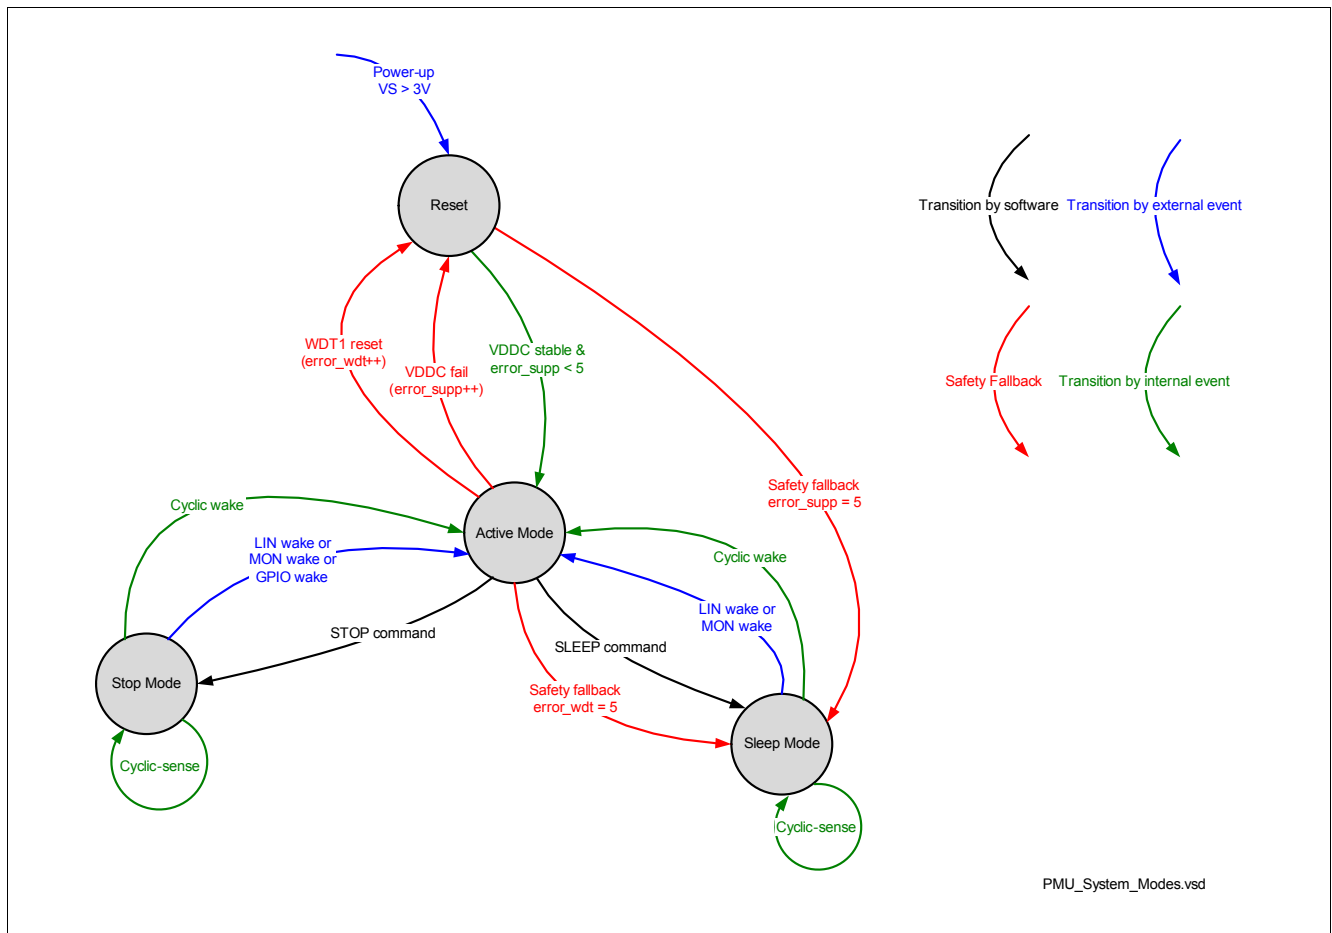 Power-up
VS > 3V
Reset
Transition by software
Transition by external event
WDT1 reset
(error_wdt++)
VDDC fail
(error_supp++)
VDDC stable &
error_supp < 5
Safety Fallback
Transition by internal event
Safety fallback
error_supp = 5
Cyclic wake
LIN wake or
MON wake or
GPIO wake
Active Mode
Cyclic wake
LIN wake or
MON wake
STOP command
SLEEP command
Stop Mode
Safety fallback
error_wdt = 5
Sleep Mode
Cyclic-sense
Cyclic-sense
PMU_System_Modes.vsd